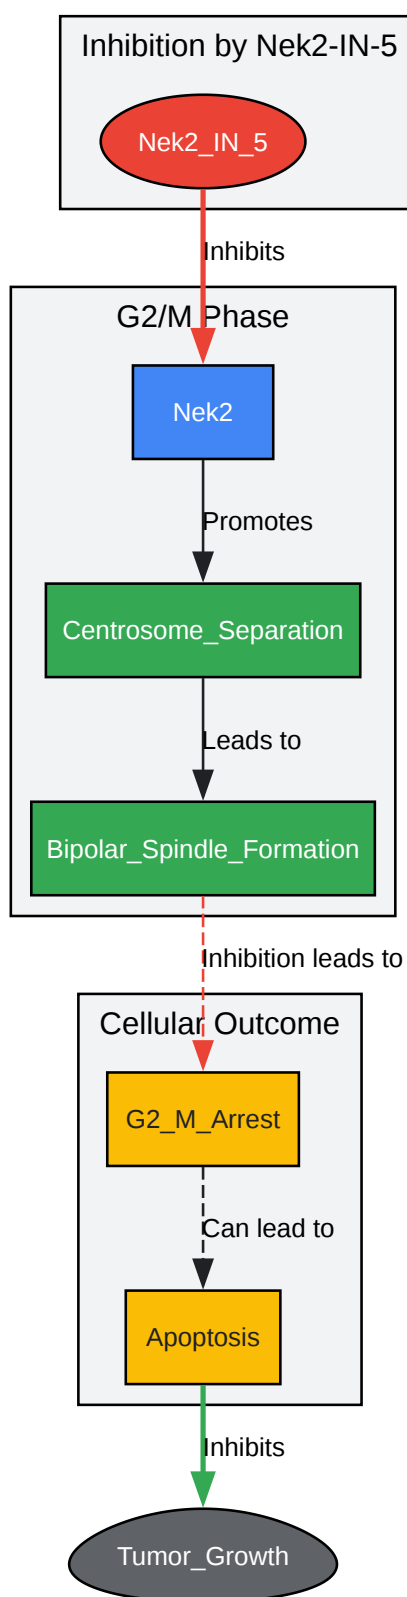 Inhibition by Nek2-IN-5
Nek2_IN_5
Inhibits
G2/M Phase
Nek2
Promotes
Centrosome_Separation
Leads to
Bipolar_Spindle_Formation
Inhibition leads to
Cellular Outcome
G2_M_Arrest
Can lead to
Apoptosis
Inhibits
Tumor_Growth